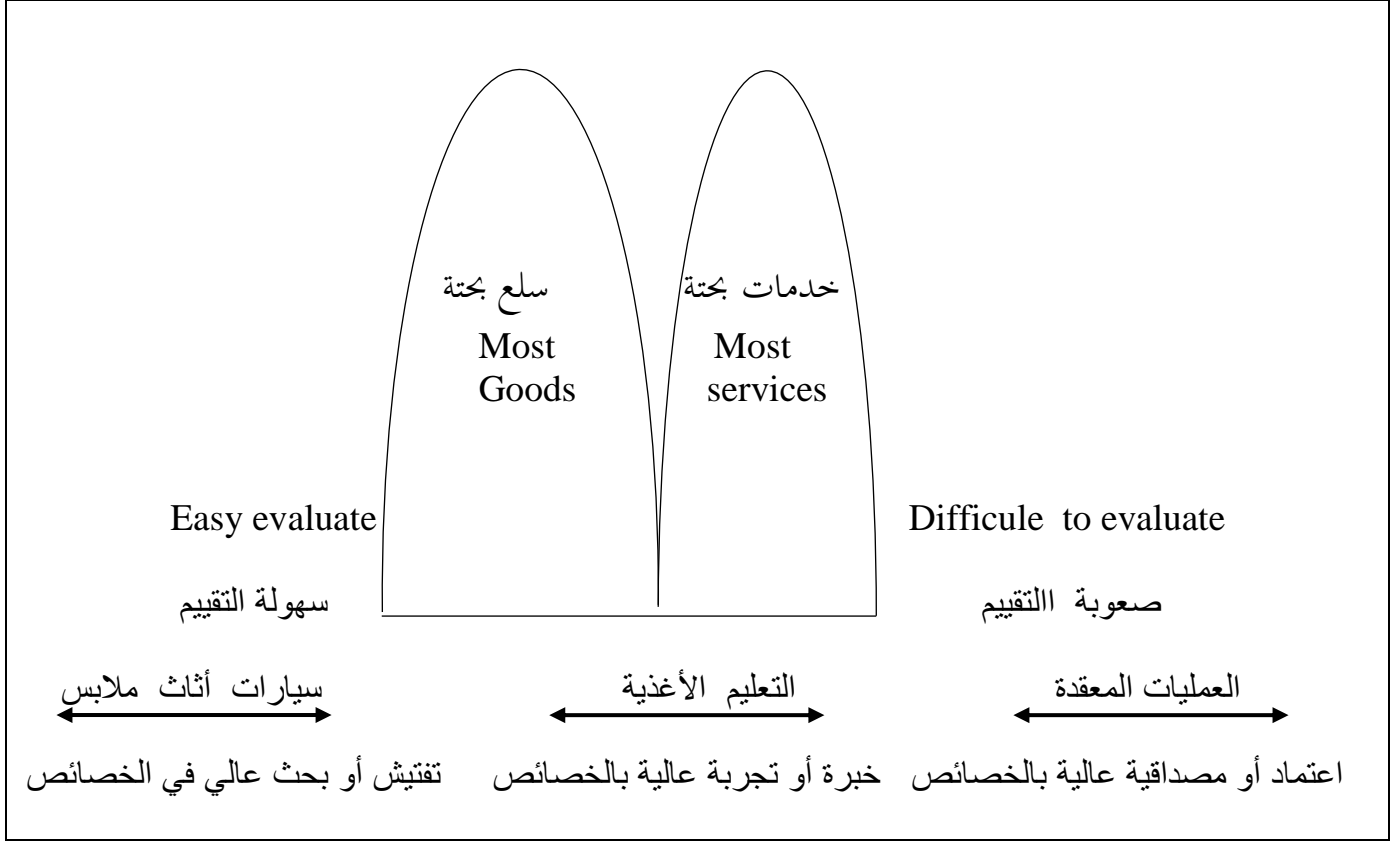 سلع بحتة
Most
Goods
خدمات بحتة
Most
services
Easy evaluate
Difficule to evaluate
سهولة التقييم
صعوبة االتقييم
سيارات أثاث ملابس
التعليم الأغذية
العمليات المعقدة
تفتيش أو بحث عالي في الخصائص
خبرة أو تجربة عالية بالخصائص
اعتماد أو مصداقية عالية بالخصائص